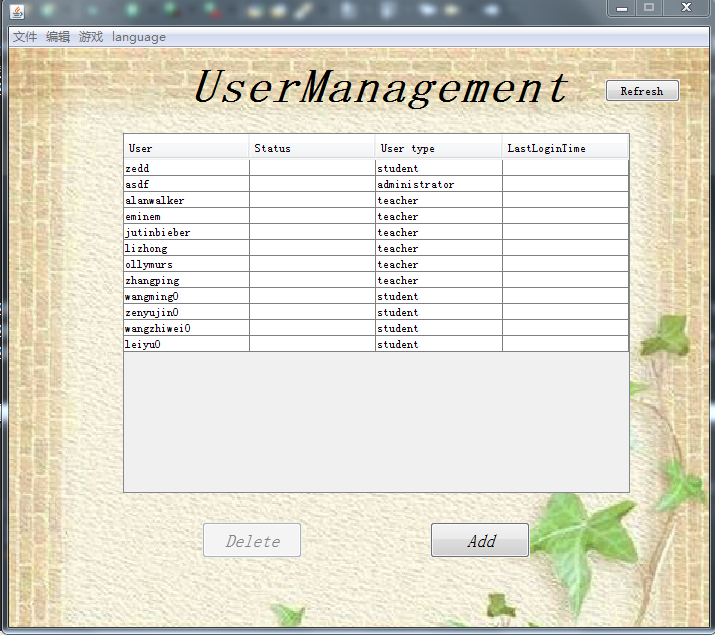 文件 编辑 游戏 language
UserManagement
Refresh
User Status User type LastLoginTime
zedd student
asdf administrator
alanwalker teacher
eminem teacher
jutinbieber teacher
lizhong teacher
ollymurs teacher
zhangping teacher
wangming0 student
zenyujin0 student
wangzhiwei0 student
leiyu0 student
Delete Add